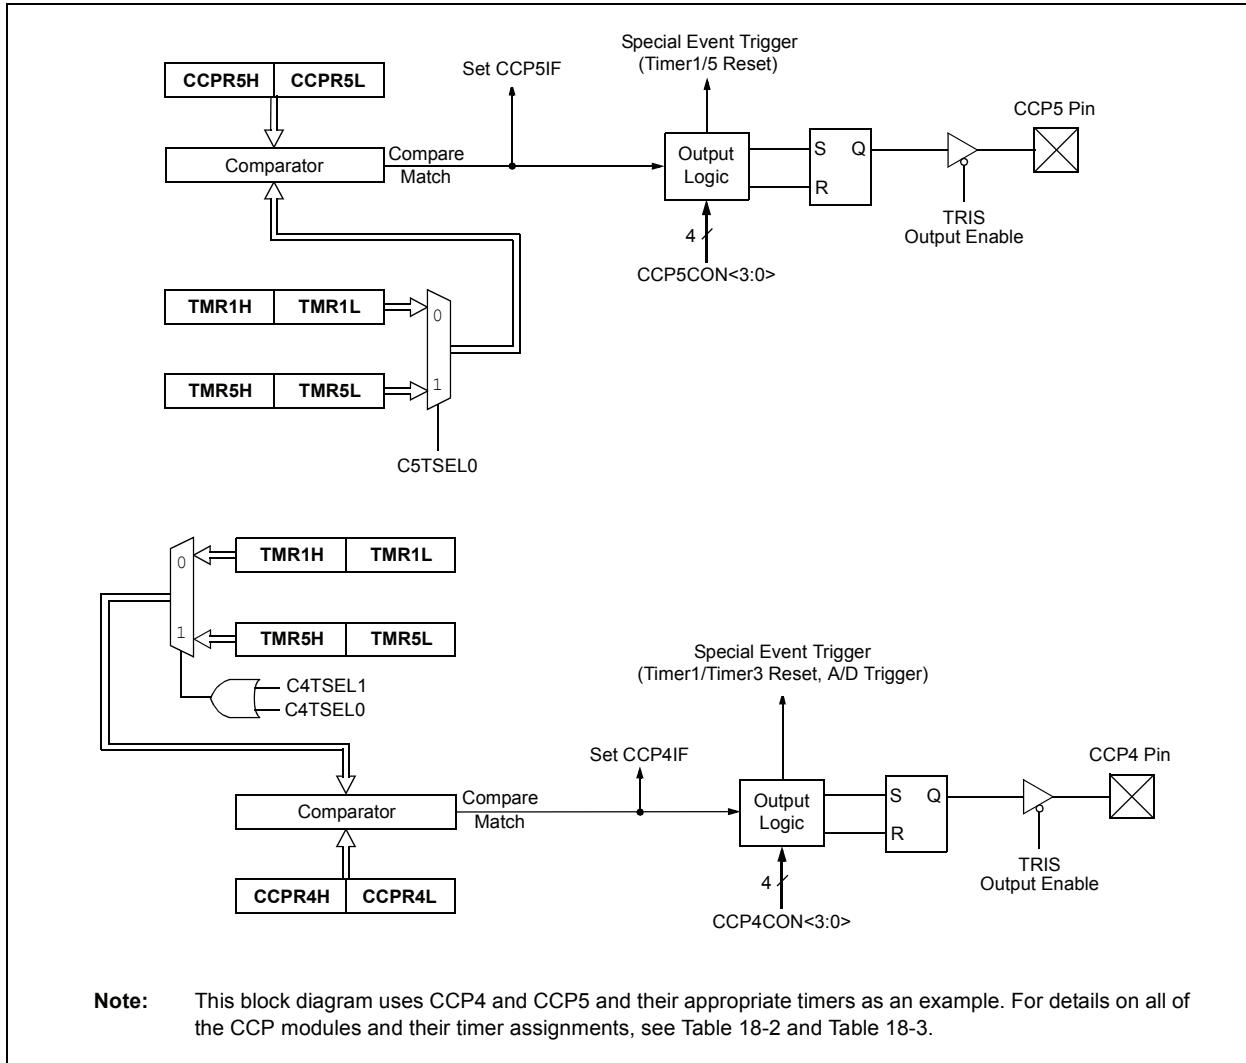 Special Event Trigger
(Timer1/5 Reset)
Set CCP5IF
CCPR5H CCPR5L
CCP5 Pin
Comparator
Compare
Match
Output
Logic
S Q
R
TRIS
Output Enable
4
CCP5CON<3:0>
TMR1H TMR1L
0
TMR5H TMR5L
1
C5TSEL0
0
TMR1H TMR1L
1
TMR5H TMR5L
C4TSEL1
C4TSEL0
Special Event Trigger
(Timer1/Timer3 Reset, A/D Trigger)
Set CCP4IF
CCP4 Pin
Comparator
Compare
Match
Output
Logic
S Q
R
TRIS
Output Enable
4
CCPR4H CCPR4L
CCP4CON<3:0>
Note: This block diagram uses CCP4 and CCP5 and their appropriate timers as an example. For details on all of
the CCP modules and their timer assignments, see Table 18-2 and Table 18-3.